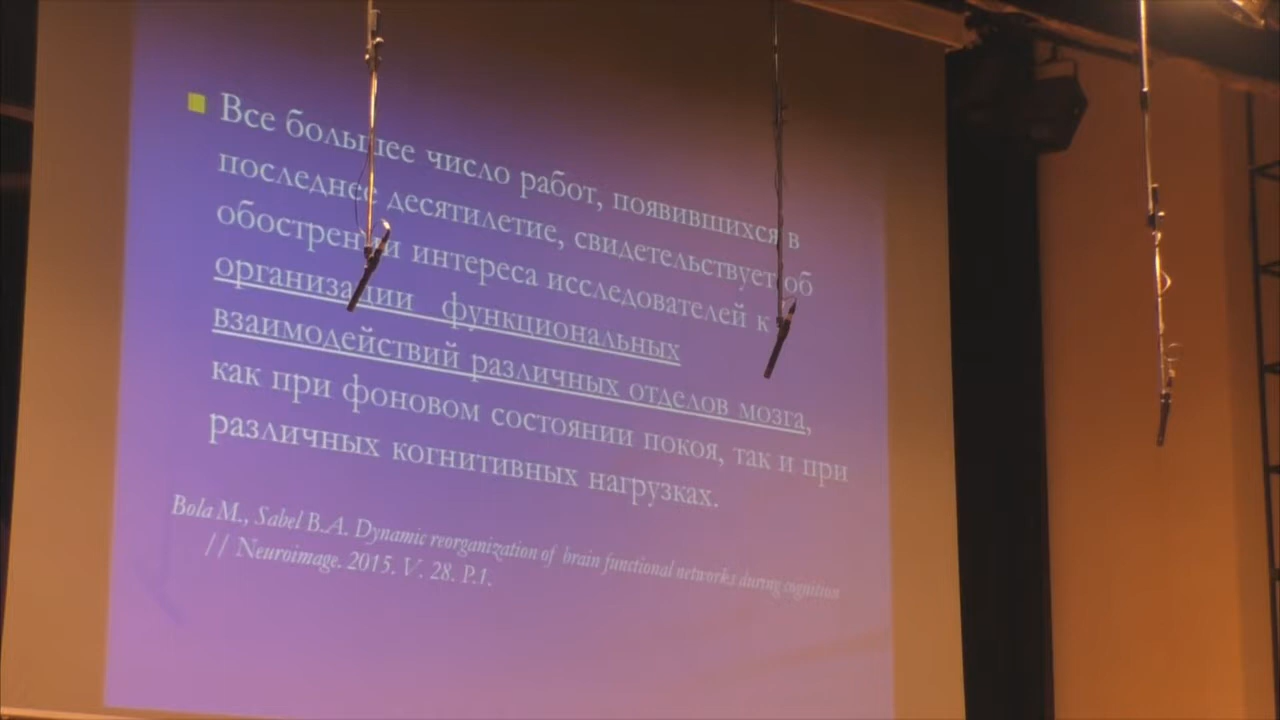 Все большее число работ, появившихся в
последнее десятилетие, свидетельствует об
обострении интереса исследователей к
организации функциональных
взаимодействий различных отделов мозга,
как при фоновом состоянии покоя, так и при
различных когнитивных нагрузках.
Bola M., Sabel B.A. Dynamic reorganization of brain functional networks during cognition
// Neuroimage. 2015. V. 28. P.1.